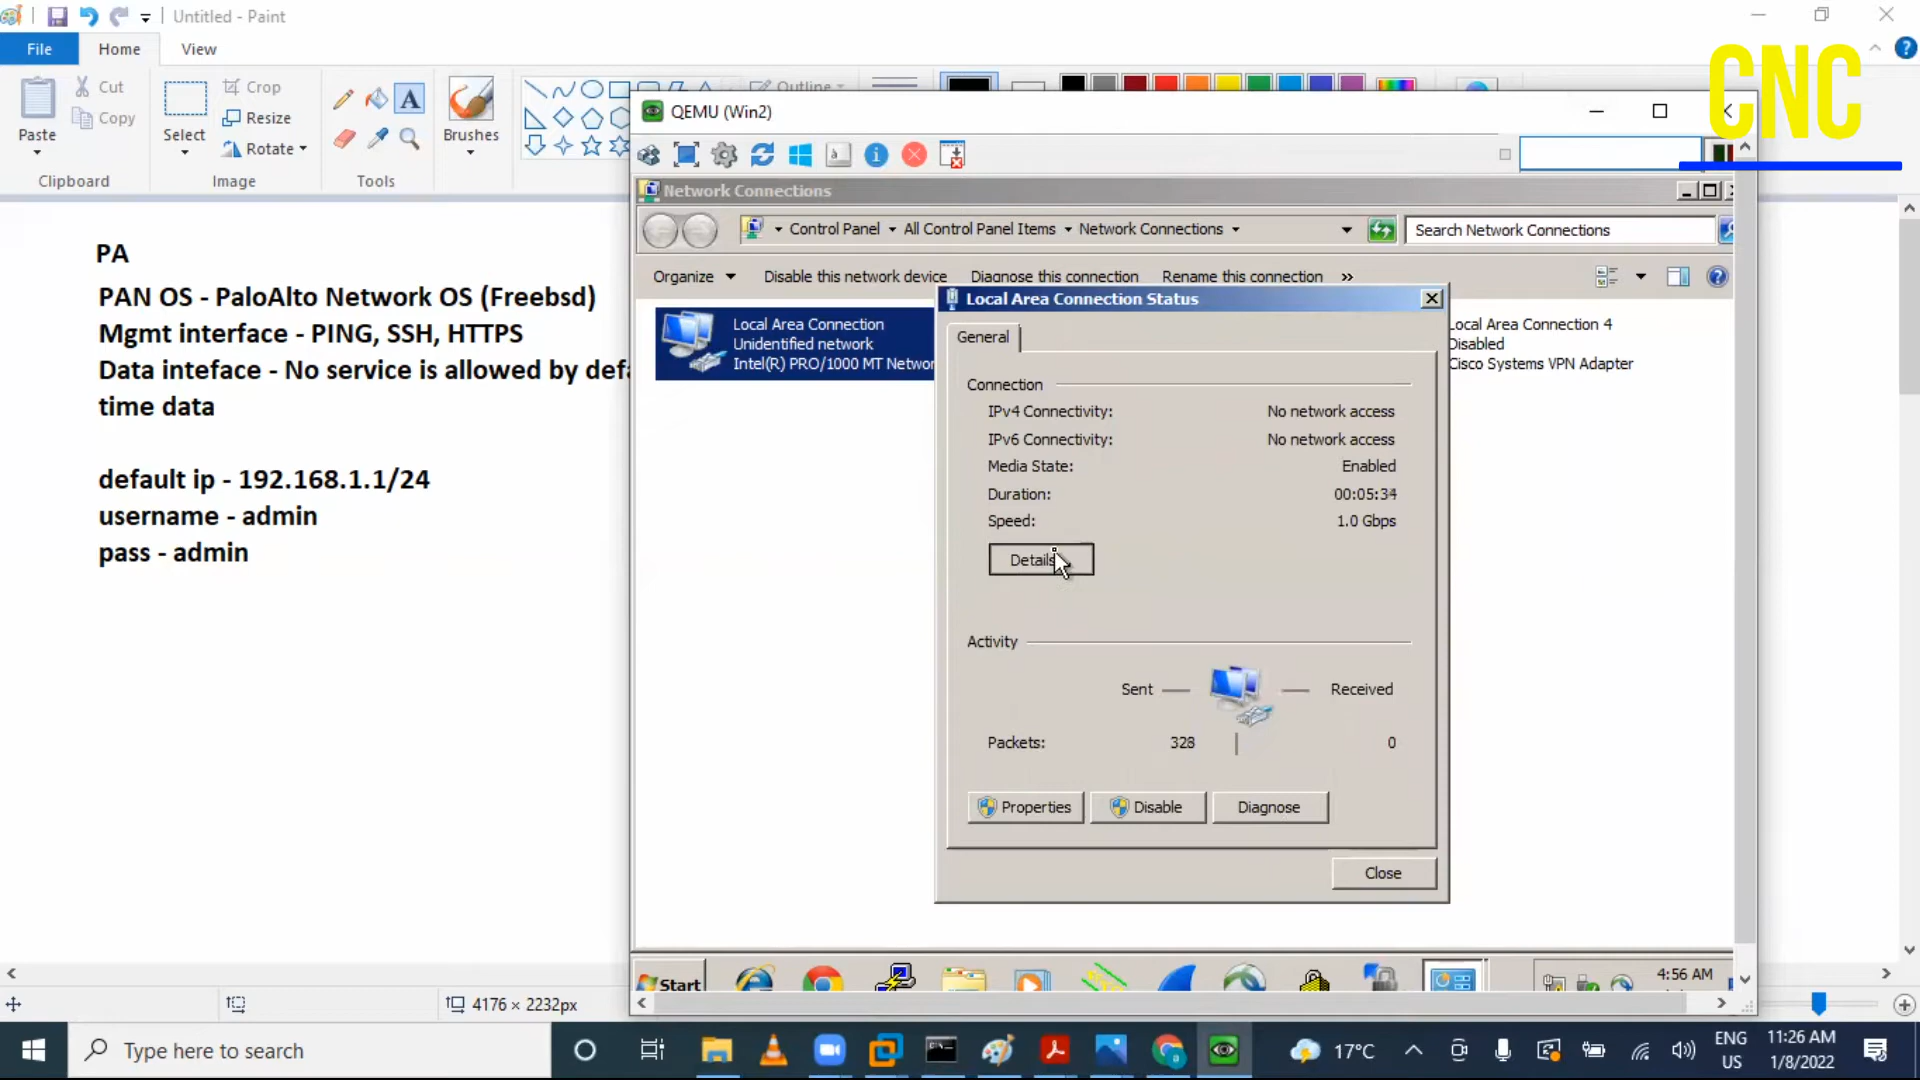 Untitled - Paint
File
Home
View
Cut
Copy
Paste
Clipboard
Crop
Resize
Rotate
Select
Image
Tools
Brushes
Outline
CNC
QEMU (Win2)
Network Connections
Control Panel
All Control Panel Items
Network Connections
Search Network Connections
Organize
Disable this network device
Diagnose this connection
Rename this connection
»
Local Area Connection
Unidentified network
Intel(R) PRO/1000 MT
Local Area Connection 4
Disabled
Cisco Systems VPN Adapter
Local Area Connection Status
General
Connection
IPv4 Connectivity: No network access
IPv6 Connectivity: No network access
Media State: Enabled
Duration: 00:05:34
Speed: 1.0 Gbps
Details
Activity
Sent
Received
Packets: 328 0
Properties
Disable
Diagnose
Close
Start
4:56 AM
PA
PAN OS - PaloAlto Network OS (Freebsd)
Mgmt interface - PING, SSH, HTTPS
Data inteface - No service is allowed by
time data
default ip - 192.168.1.1/24
username - admin
pass - admin
4176 × 2232px
Type here to search
17°C
ENG
US
11:26 AM
1/8/2022